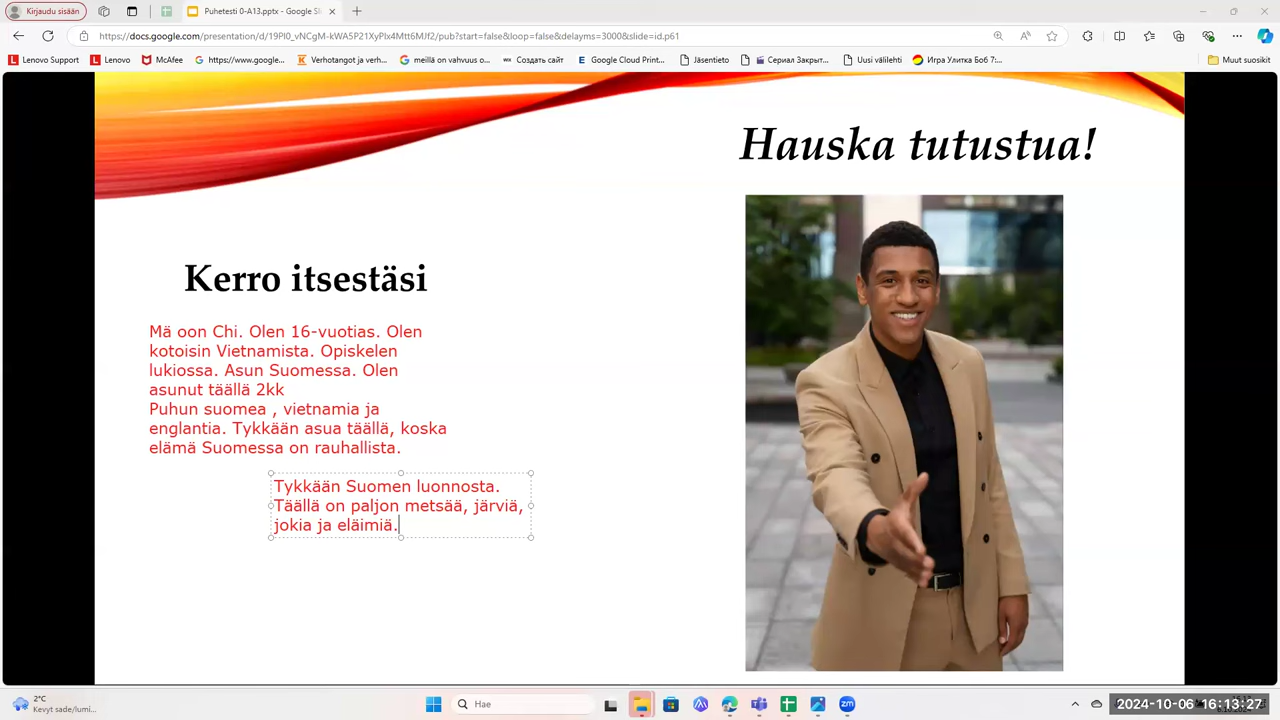 Kirjaudu sisään
Puhetesti 0-A13.pptx - Google Sl
https://docs.google.com/presentation/d/19Pl0_vNCgM-kWA5P21XyPlx4Mtt6MJf2/pub?start=false&loop=false&delayms=3000&slide=id.p61
Lenovo Support
Lenovo
McAfee
https://www.google...
Verhotangot ja verh...
meillä on vahvuus o...
Создать сайт
Google Cloud Print...
Jäsentieto
Сериал Закрыт...
Uusi välilehti
Игра Улитка Боб 7:...
Muut suosikit
Hauska tutustua!
Kerro itsestäsi
Mä oon Chi. Olen 16-vuotias. Olen
kotoisin Vietnamista. Opiskelen
lukiossa. Asun Suomessa. Olen
asunut täällä 2kk
Puhun suomea , vietnamia ja
englantia. Tykkään asua täällä, koska
elämä Suomessa on rauhallista.
Tykkään Suomen luonnosta.
Täällä on paljon metsää, järviä,
jokia ja eläimiä.
2°C
Kevyt sade/lumi...
Hae
2024-10-06 16:13:27